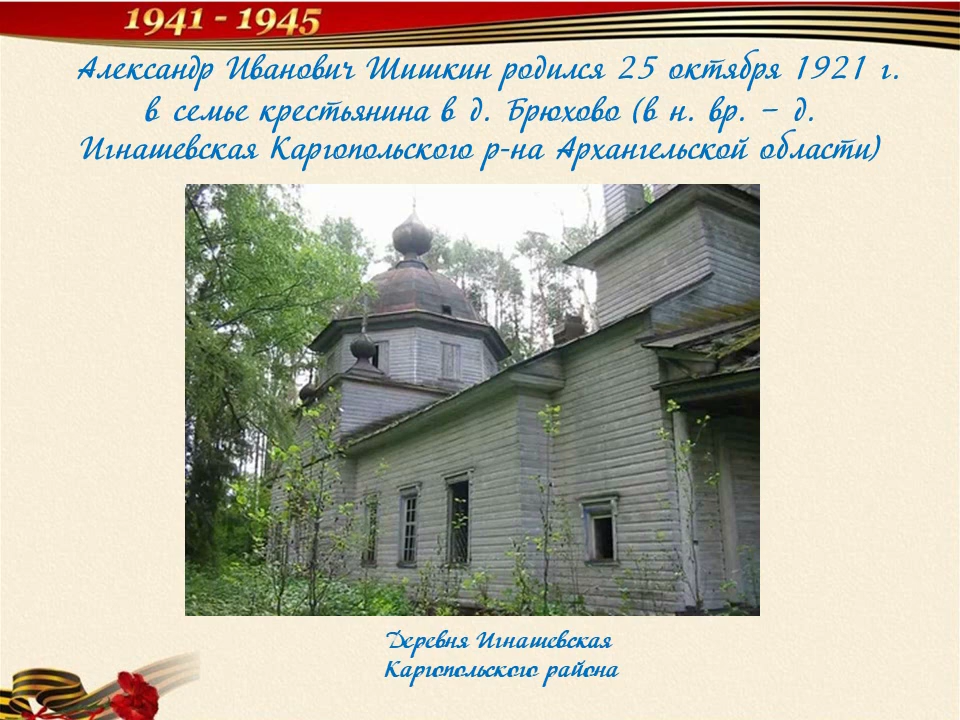 1941 - 1945
Александр Иванович Шишкин родился 25 октября 1921 г.
в семье крестьянина в д. Брюхово (в н. вр. – д.
Игнашевская Каргопольского р-на Архангельской области)
Деревня Игнашевская
Каргопольского района